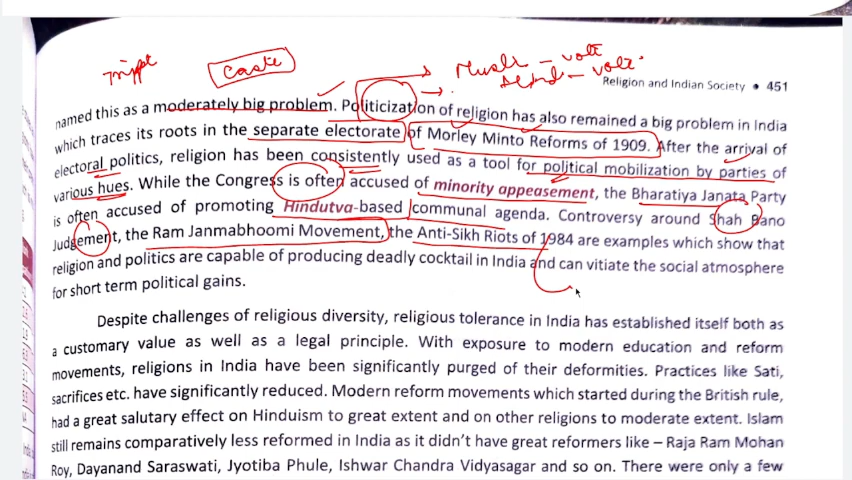 caste
Religion and Indian Society • 451
named this as a moderately big problem. Politicization of religion has also remained a big problem in India
which traces its roots in the separate electorate of Morley Minto Reforms of 1909. After the arrival of
electoral politics, religion has been consistently used as a tool for political mobilization by parties of
various hues. While the Congress is often accused of minority appeasement, the Bharatiya Janata Party
is often accused of promoting Hindutva-based communal agenda. Controversy around Shah Bano
Judgement, the Ram Janmabhoomi Movement, the Anti-Sikh Riots of 1984 are examples which show that
religion and politics are capable of producing deadly cocktail in India and can vitiate the social atmosphere
for short term political gains.
Despite challenges of religious diversity, religious tolerance in India has established itself both as
a customary value as well as a legal principle. With exposure to modern education and reform
movements, religions in India have been significantly purged of their deformities. Practices like Sati,
sacrifices etc. have significantly reduced. Modern reform movements which started during the British rule,
had a great salutary effect on Hinduism to great extent and on other religions to moderate extent. Islam
still remains comparatively less reformed in India as it didn't have great reformers like – Raja Ram Mohan
Roy, Dayanand Saraswati, Jyotiba Phule, Ishwar Chandra Vidyasagar and so on. There were only a few